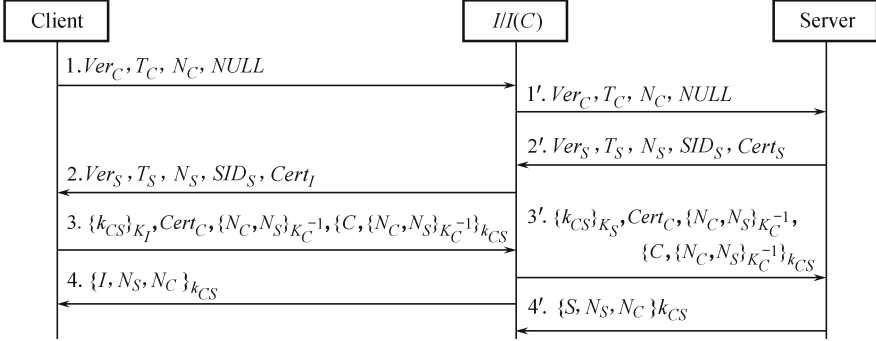 Client I/I(C) Server
1.Ver_C, T_C, N_C, NULL
1′. Ver_C, T_C, N_C, NULL
2′. Ver_S, T_S, N_S, SID_S, Cert_S
2.Ver_S, T_S, N_S, SID_S, Cert_I
3. {k_CS}_K_I, Cert_C, {N_C, N_S}_K_C^-1, {C, {N_C, N_S}_K_C^-1}_k_CS
3′. {k_CS}_K_S, Cert_C, {N_C, N_S}_K_C^-1,
{C, {N_C, N_S}_K_C^-1}_k_CS
4. {I, N_S, N_C}_k_CS
4′. {S, N_S, N_C}k_CS